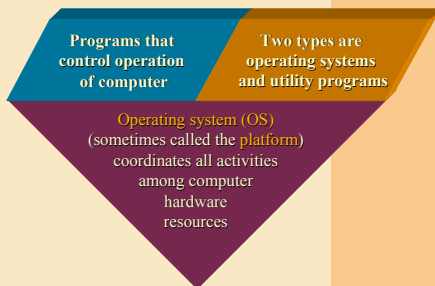 Programs that
control operation
of computer
Two types are
operating systems
and utility programs
Operating system (OS)
(sometimes called the platform)
coordinates all activities
among computer
hardware
resources